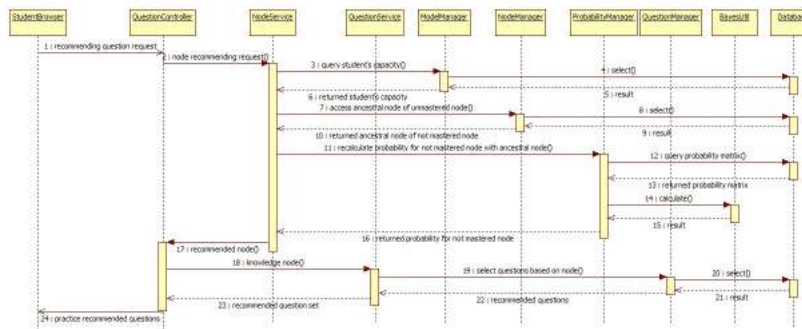 StudentBrowser
QuestionController
NodeService
QuestionService
ModelManager
NodeManager
ProbabilityManager
QuestionManager
BayesUtil
Databa
1 : recommending question request
2 : node recommending request()
3 : query student's capacity()
4 : select()
5 : result
6 : returned student's capacity
7 : access ancestral node of unmastered node()
8 : select()
9 : result
10 : returned ancestral node of not mastered node
11 : recalculate probability for not mastered node with ancestral node()
12 : query probability matrix()
13 : returned probability matrix
14 : calculate()
15 : result
16 : returned probability for not mastered node
17 : recommended node()
18 : knowledge node()
19 : select questions based on node()
20 : select()
21 : result
22 : recommended questions
23 : recommended question set
24 : practice recommended questions